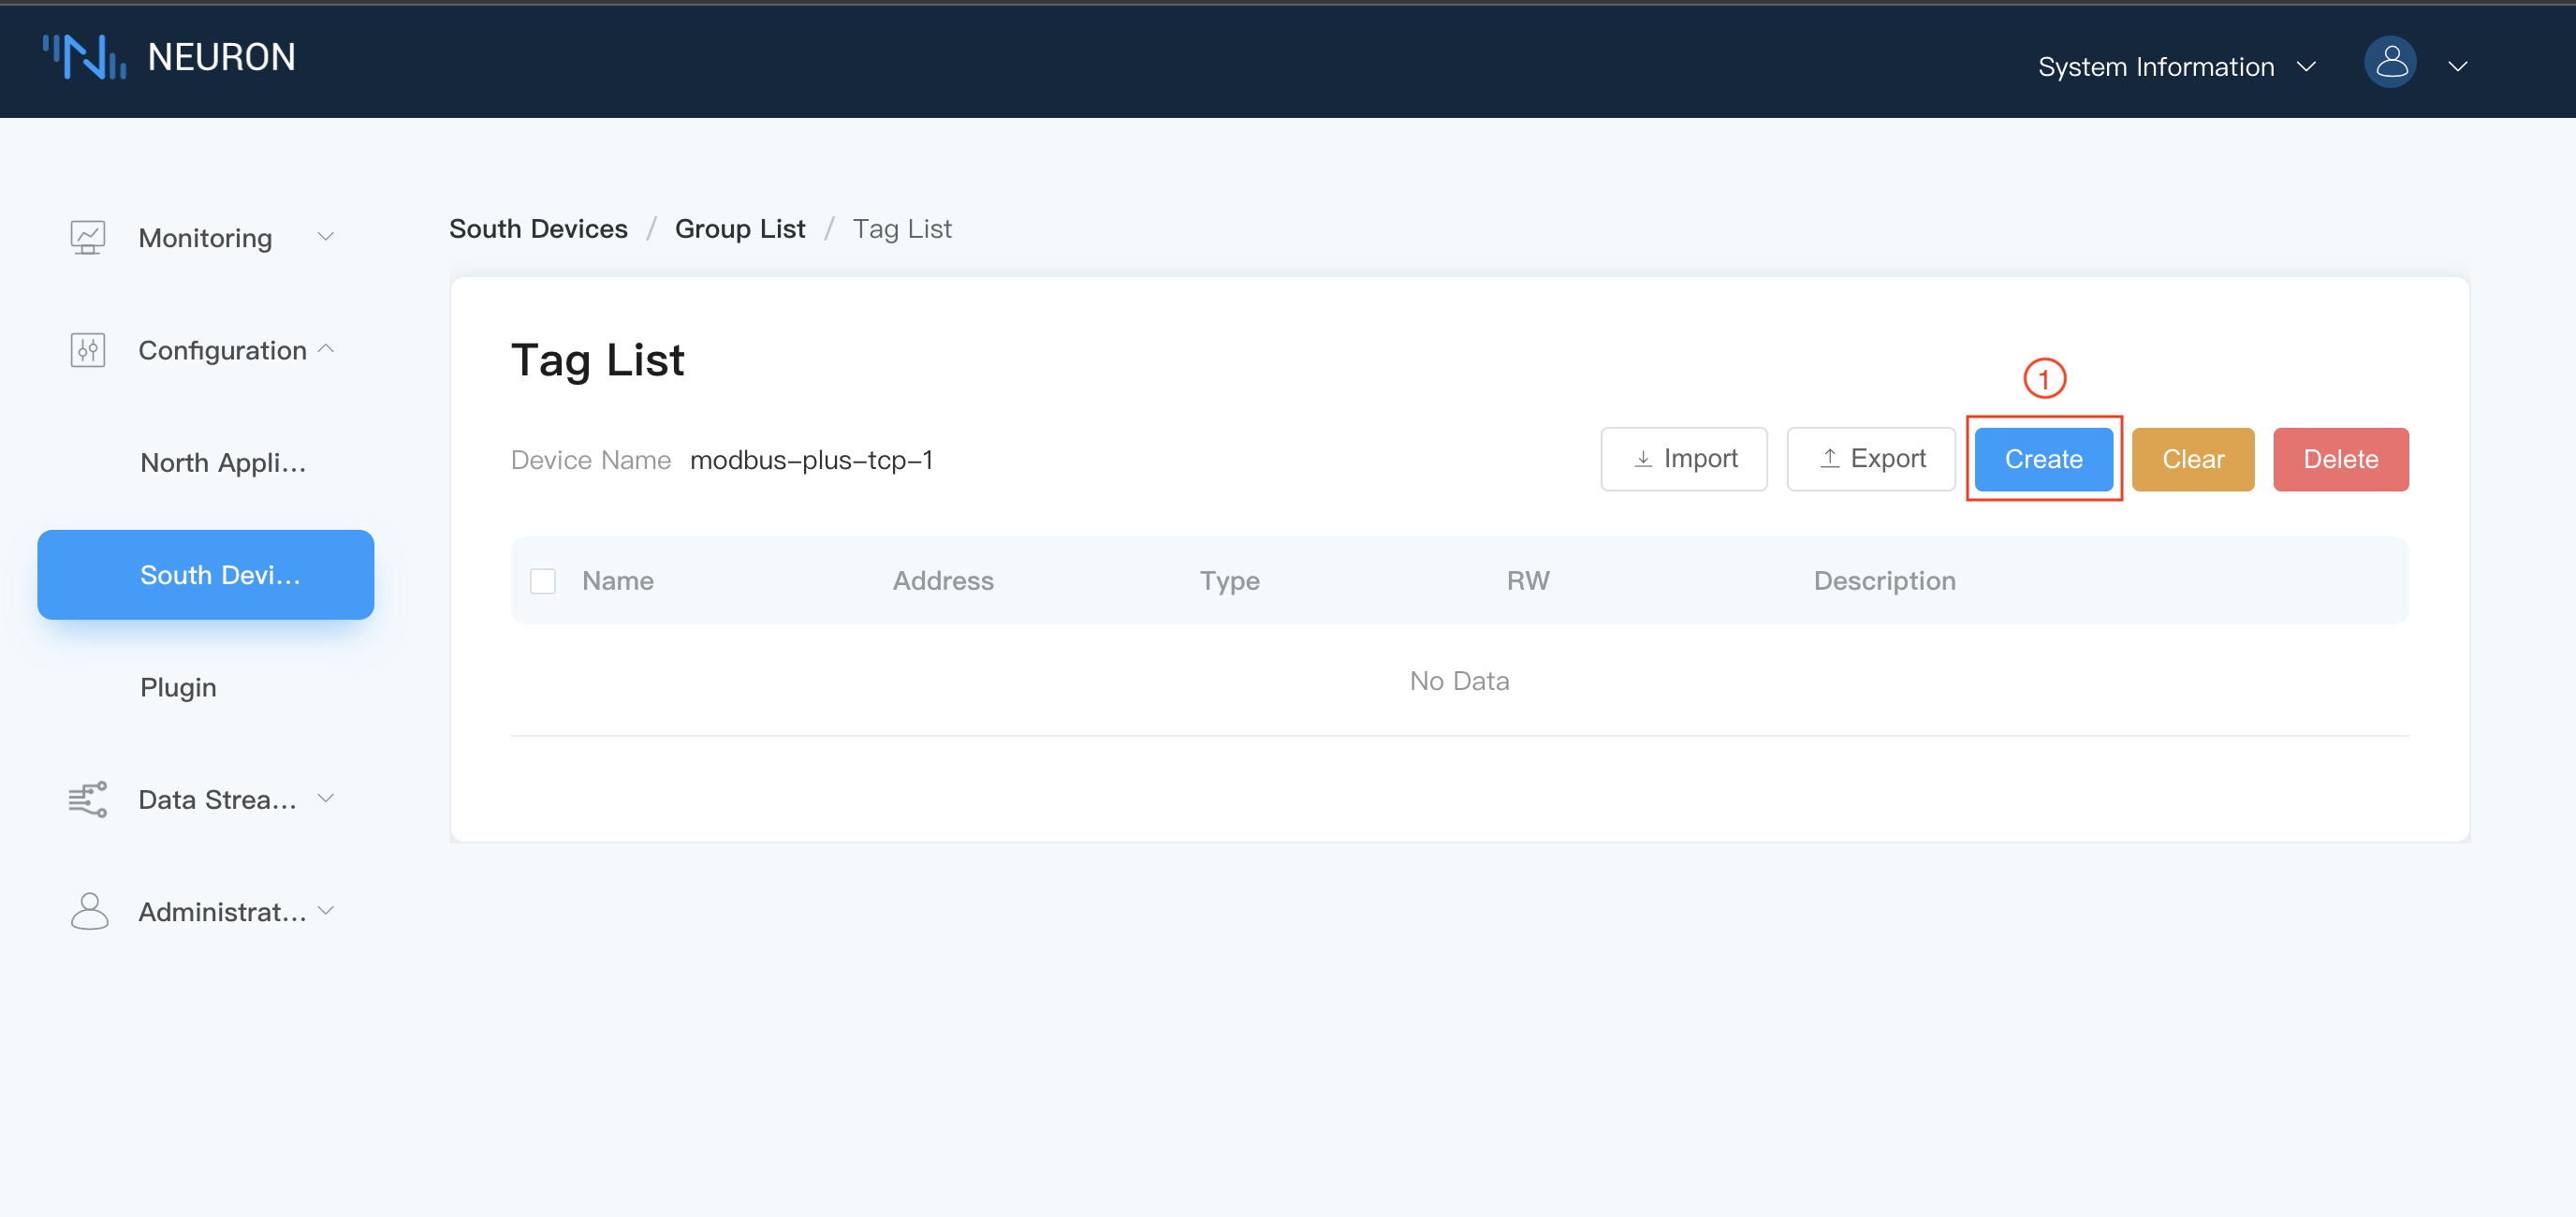 NEURON
System Information
Monitoring
Configuration
North Appli...
South Devi...
Plugin
Data Strea...
Administrat...
South Devices / Group List / Tag List
Tag List
1
Device Name modbus-plus-tcp-1
Import Export Create Clear Delete
Name Address Type RW Description
No Data